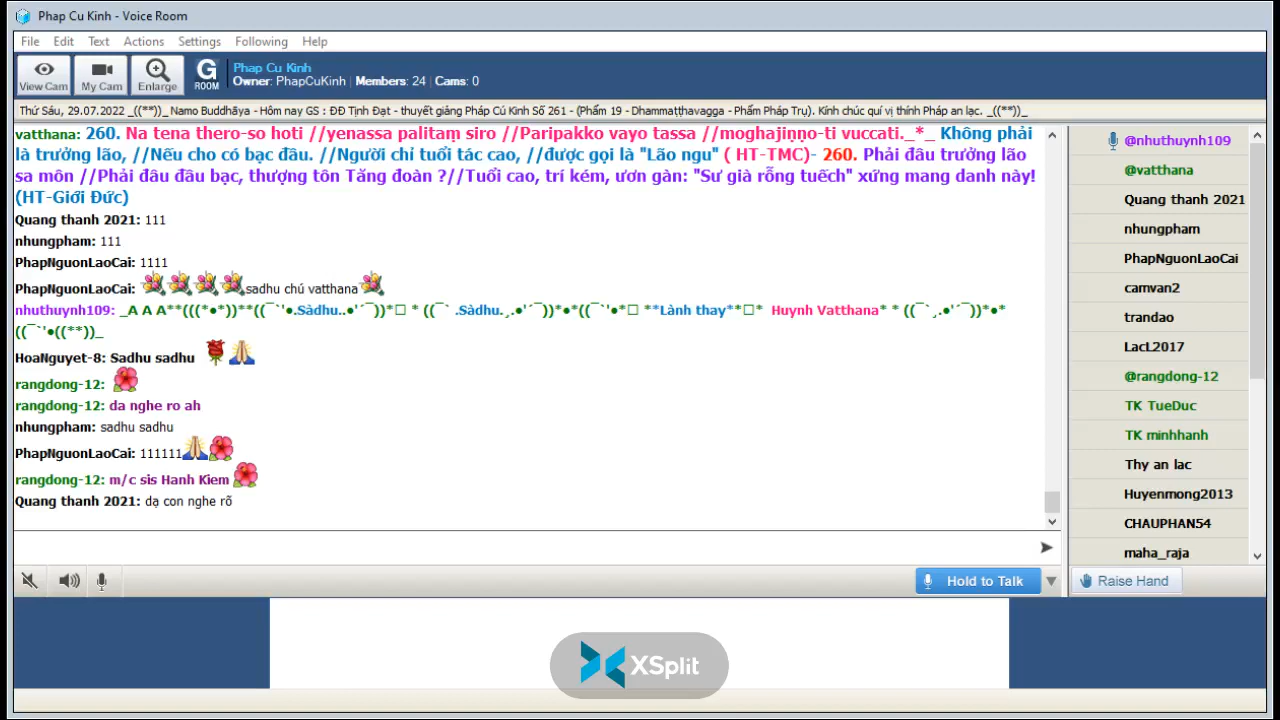 Phap Cu Kinh - Voice Room
File Edit Text Actions Settings Following Help
View Cam My Cam Enlarge G ROOM Phap Cu Kinh
Owner: PhapCuKinh | Members: 24 | Cams: 0
Thứ Sáu, 29.07.2022 _((**))_ Namo Buddhāya - Hôm nay GS : ĐĐ Tịnh Đạt - thuyết giảng Pháp Cú Kinh Số 261 - (Phẩm 19 - Dhammaṭṭhavagga - Phẩm Pháp Trụ). Kính chúc quí vị thính Pháp an lạc. _((**))_
vatthana: 260. Na tena thero-so hoti //yenassa palitaṃ siro //Paripakko vayo tassa //moghajiṇṇo-ti vuccati._*_ Không phải
là trưởng lão, //Nếu cho có bạc đầu. //Người chỉ tuổi tác cao, //được gọi là "Lão ngu" ( HT-TMC)- 260. Phải đâu trưởng lão
sa môn //Phải đâu đầu bạc, thượng tôn Tăng đoàn ?//Tuổi cao, trí kém, ươn gàn: "Sư già rỗng tuếch" xứng mang danh này!
(HT-Giới Đức)
Quang thanh 2021: 111
nhungpham: 111
PhapNguonLaoCai: 1111
PhapNguonLaoCai: sadhu chú vatthana
nhuthuynh109: _A A A**(((*•*))**((¯`'•.Sàdhu..•'´¯))*□ * ((¯` .Sàdhu.¸.•'´¯))*•*((¯`'•*□ **Lành thay**□* Huynh Vatthana* * ((¯`¸.•'´¯))*•*
((¯`'•((**))_
HoaNguyet-8: Sadhu sadhu
rangdong-12:
rangdong-12: da nghe ro ah
nhungpham: sadhu sadhu
PhapNguonLaoCai: 111111
rangdong-12: m/c sis Hanh Kiem
Quang thanh 2021: dạ con nghe rõ
@nhuthuynh109
@vatthana
Quang thanh 2021
nhungpham
PhapNguonLaoCai
camvan2
trandao
LacL2017
@rangdong-12
TK TueDuc
TK minhhanh
Thy an lac
Huyenmong2013
CHAUPHAN54
maha_raja
Hold to Talk
Raise Hand
XSplit